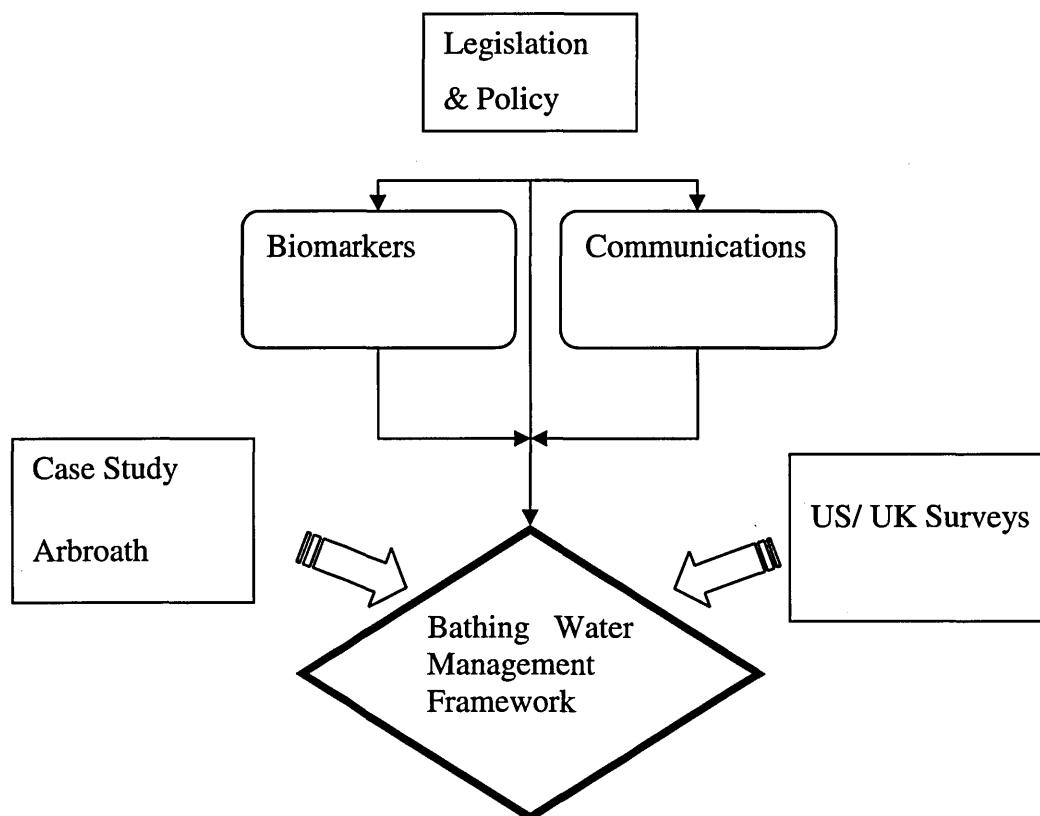 Legislation
& Policy
Biomarkers
Communications
Case Study
Arbroath
US/ UK Surveys
Bathing Water
Management
Framework